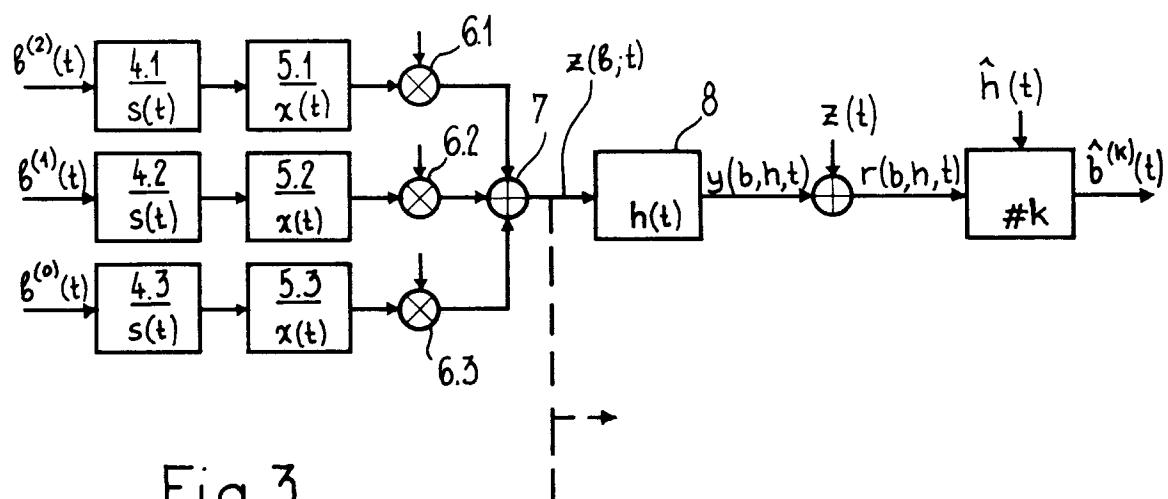 b^(2)(t)
4.1
s(t)
5.1
x(t)
6.1
z(b;t)
7
8
ĥ(t)
b^(1)(t)
4.2
s(t)
5.2
x(t)
6.2
h(t)
y(b,h,t)
z(t)
r(b,h,t)
#k
b̂^(k)(t)
b^(0)(t)
4.3
s(t)
5.3
x(t)
6.3
Fig. 3